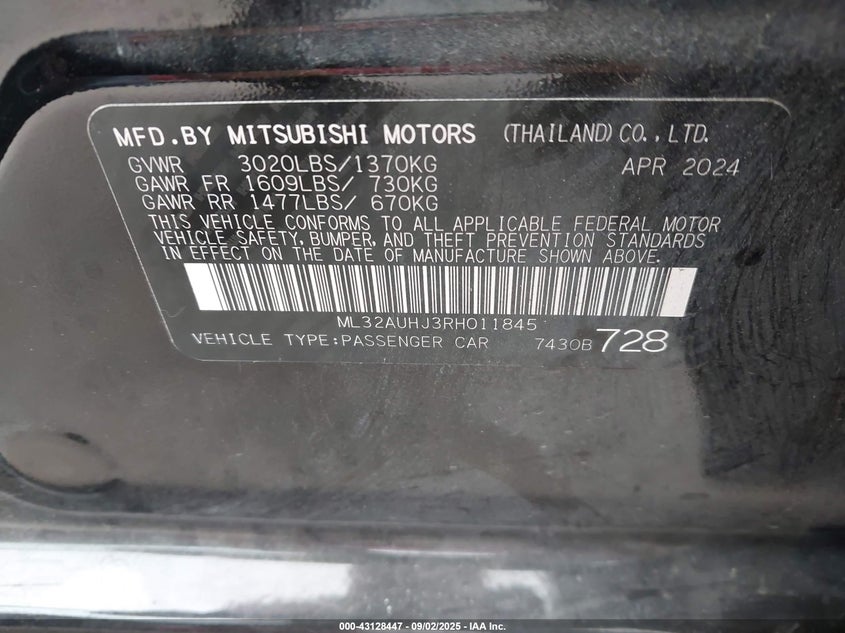 MFD.BY MITSUBISHI MOTORS (THAILAND) CO., LTD.
GVWR 3020LBS/1370KG APR 2024
GAWR FR 1609LBS/ 730KG
GAWR RR 1477LBS/ 670KG
THIS VEHICLE CONFORMS TO ALL APPLICABLE FEDERAL MOTOR
VEHICLE SAFETY, BUMPER, AND THEFT PREVENTION STANDARDS
IN EFFECT ON THE DATE OF MANUFACTURE SHOWN ABOVE.
ML32AUHJ3RH011845
VEHICLE TYPE:PASSENGER CAR 7430B 728
000-43128447 - 09/02/2025 - IAA Inc.